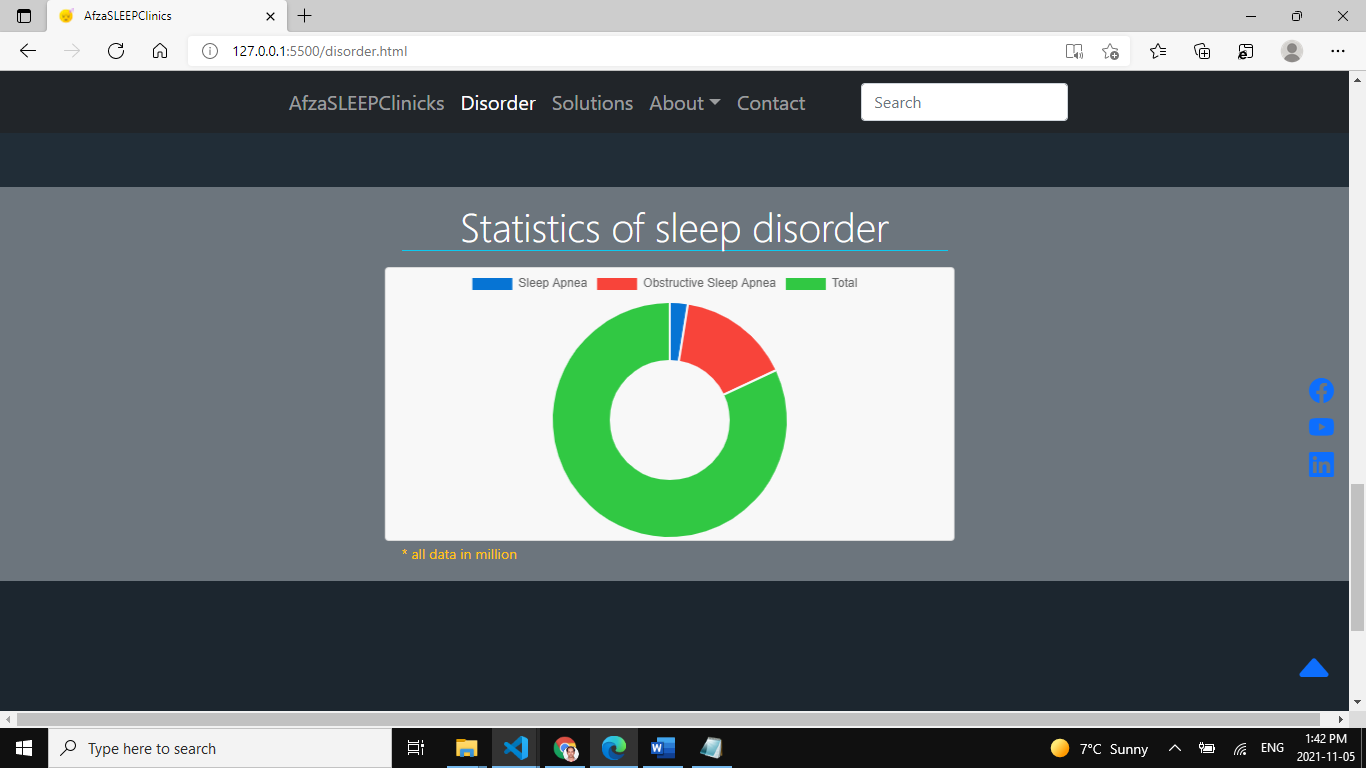 AfzaSLEEPClinics
127.0.0.1:5500/disorder.html
AfzaSLEEPClinicks Disorder Solutions About Contact Search
Statistics of sleep disorder
Sleep Apnea Obstructive Sleep Apnea Total
* all data in million
in
Type here to search
W
7°C Sunny
ENG
1:42 PM
2021-11-05